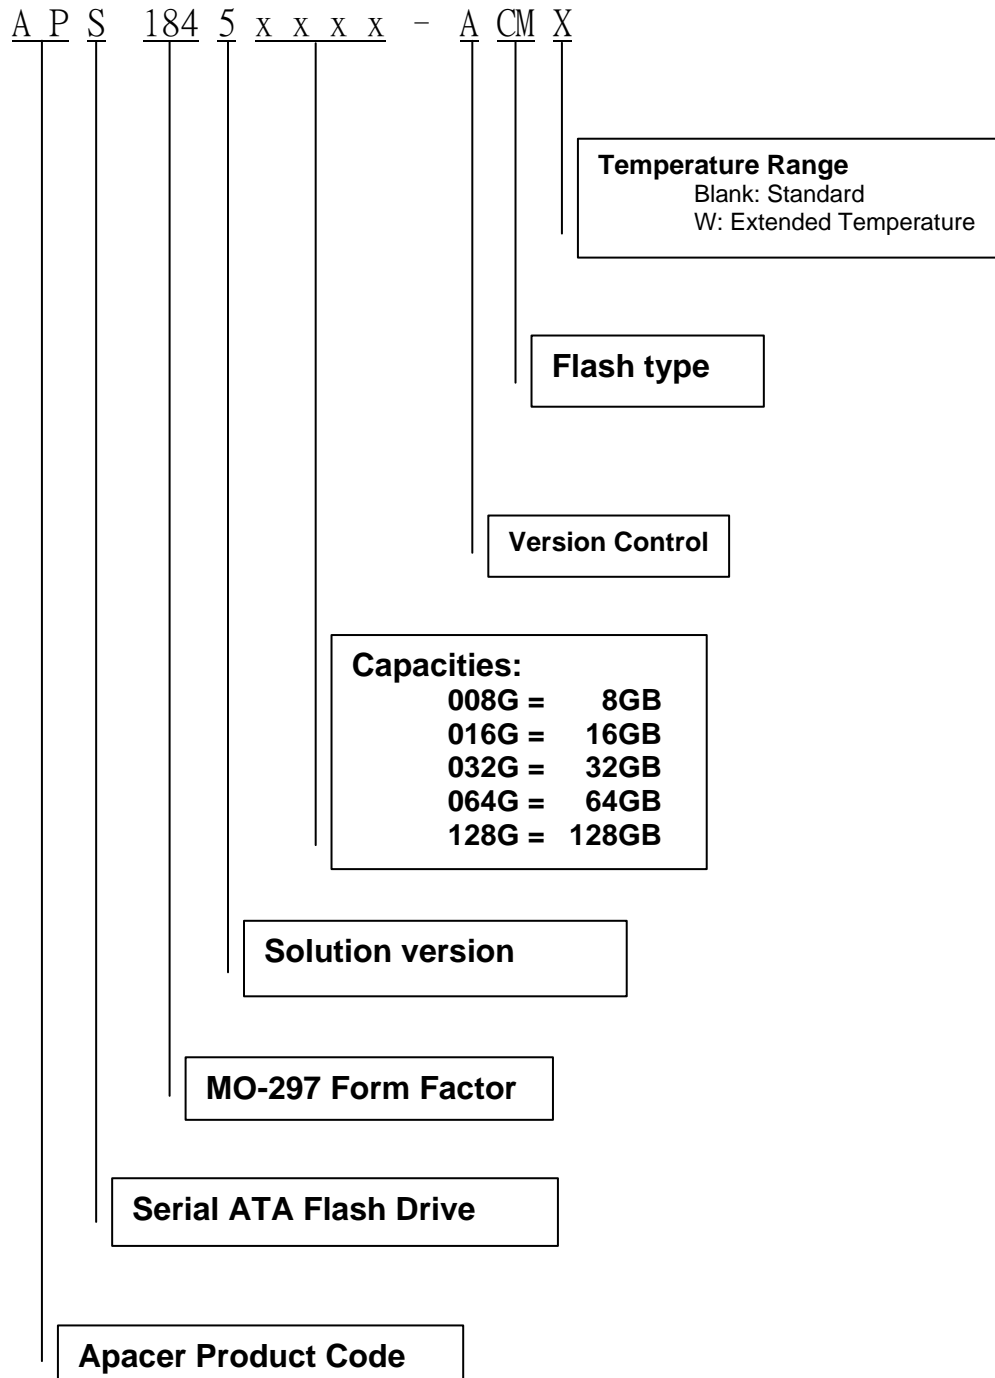 A P S 184 5 x x x x - A CM X
Temperature Range
Blank: Standard
W: Extended Temperature
Flash type
Version Control
Capacities:
008G = 8GB
016G = 16GB
032G = 32GB
064G = 64GB
128G = 128GB
Solution version
MO-297 Form Factor
Serial ATA Flash Drive
Apacer Product Code